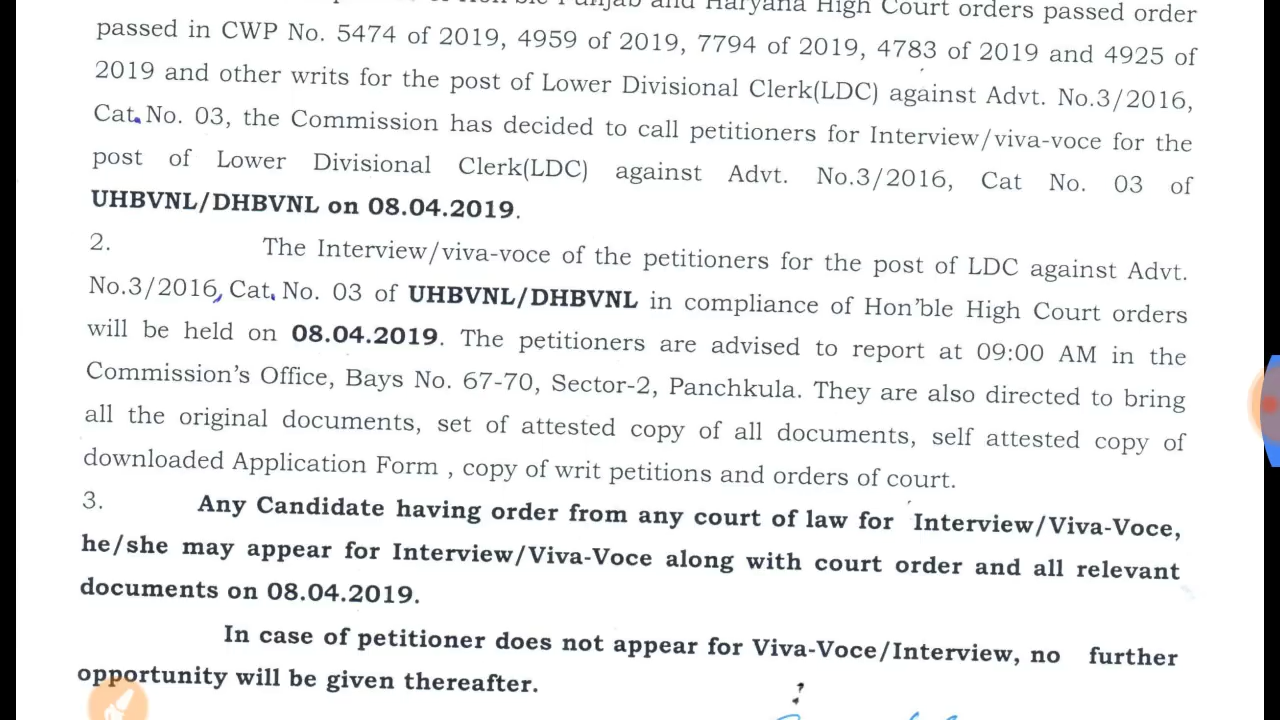 Hon'ble Punjab and Haryana High Court orders passed order
passed in CWP No. 5474 of 2019, 4959 of 2019, 7794 of 2019, 4783 of 2019 and 4925 of
2019 and other writs for the post of Lower Divisional Clerk(LDC) against Advt. No.3/2016,
Cat. No. 03, the Commission has decided to call petitioners for Interview/viva-voce for the
post of Lower Divisional Clerk(LDC) against Advt. No.3/2016, Cat No. 03 of
UHBVNL/DHBVNL on 08.04.2019.
2. The Interview/viva-voce of the petitioners for the post of LDC against Advt.
No.3/2016, Cat. No. 03 of UHBVNL/DHBVNL in compliance of Hon'ble High Court orders
will be held on 08.04.2019. The petitioners are advised to report at 09:00 AM in the
Commission's Office, Bays No. 67-70, Sector-2, Panchkula. They are also directed to bring
all the original documents, set of attested copy of all documents, self attested copy of
downloaded Application Form , copy of writ petitions and orders of court.
3. Any Candidate having order from any court of law for Interview/Viva-Voce,
he/she may appear for Interview/Viva-Voce along with court order and all relevant
documents on 08.04.2019.
In case of petitioner does not appear for Viva-Voce/Interview, no further
opportunity will be given thereafter.